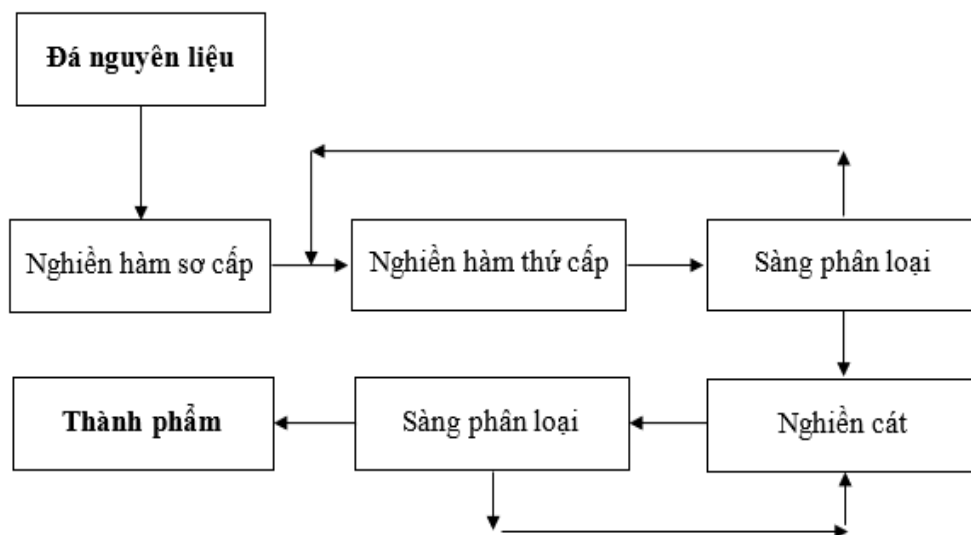 Đá nguyên liệu
Nghiền hàm sơ cấp
Nghiền hàm thứ cấp
Sàng phân loại
Thành phẩm
Sàng phân loại
Nghiền cát